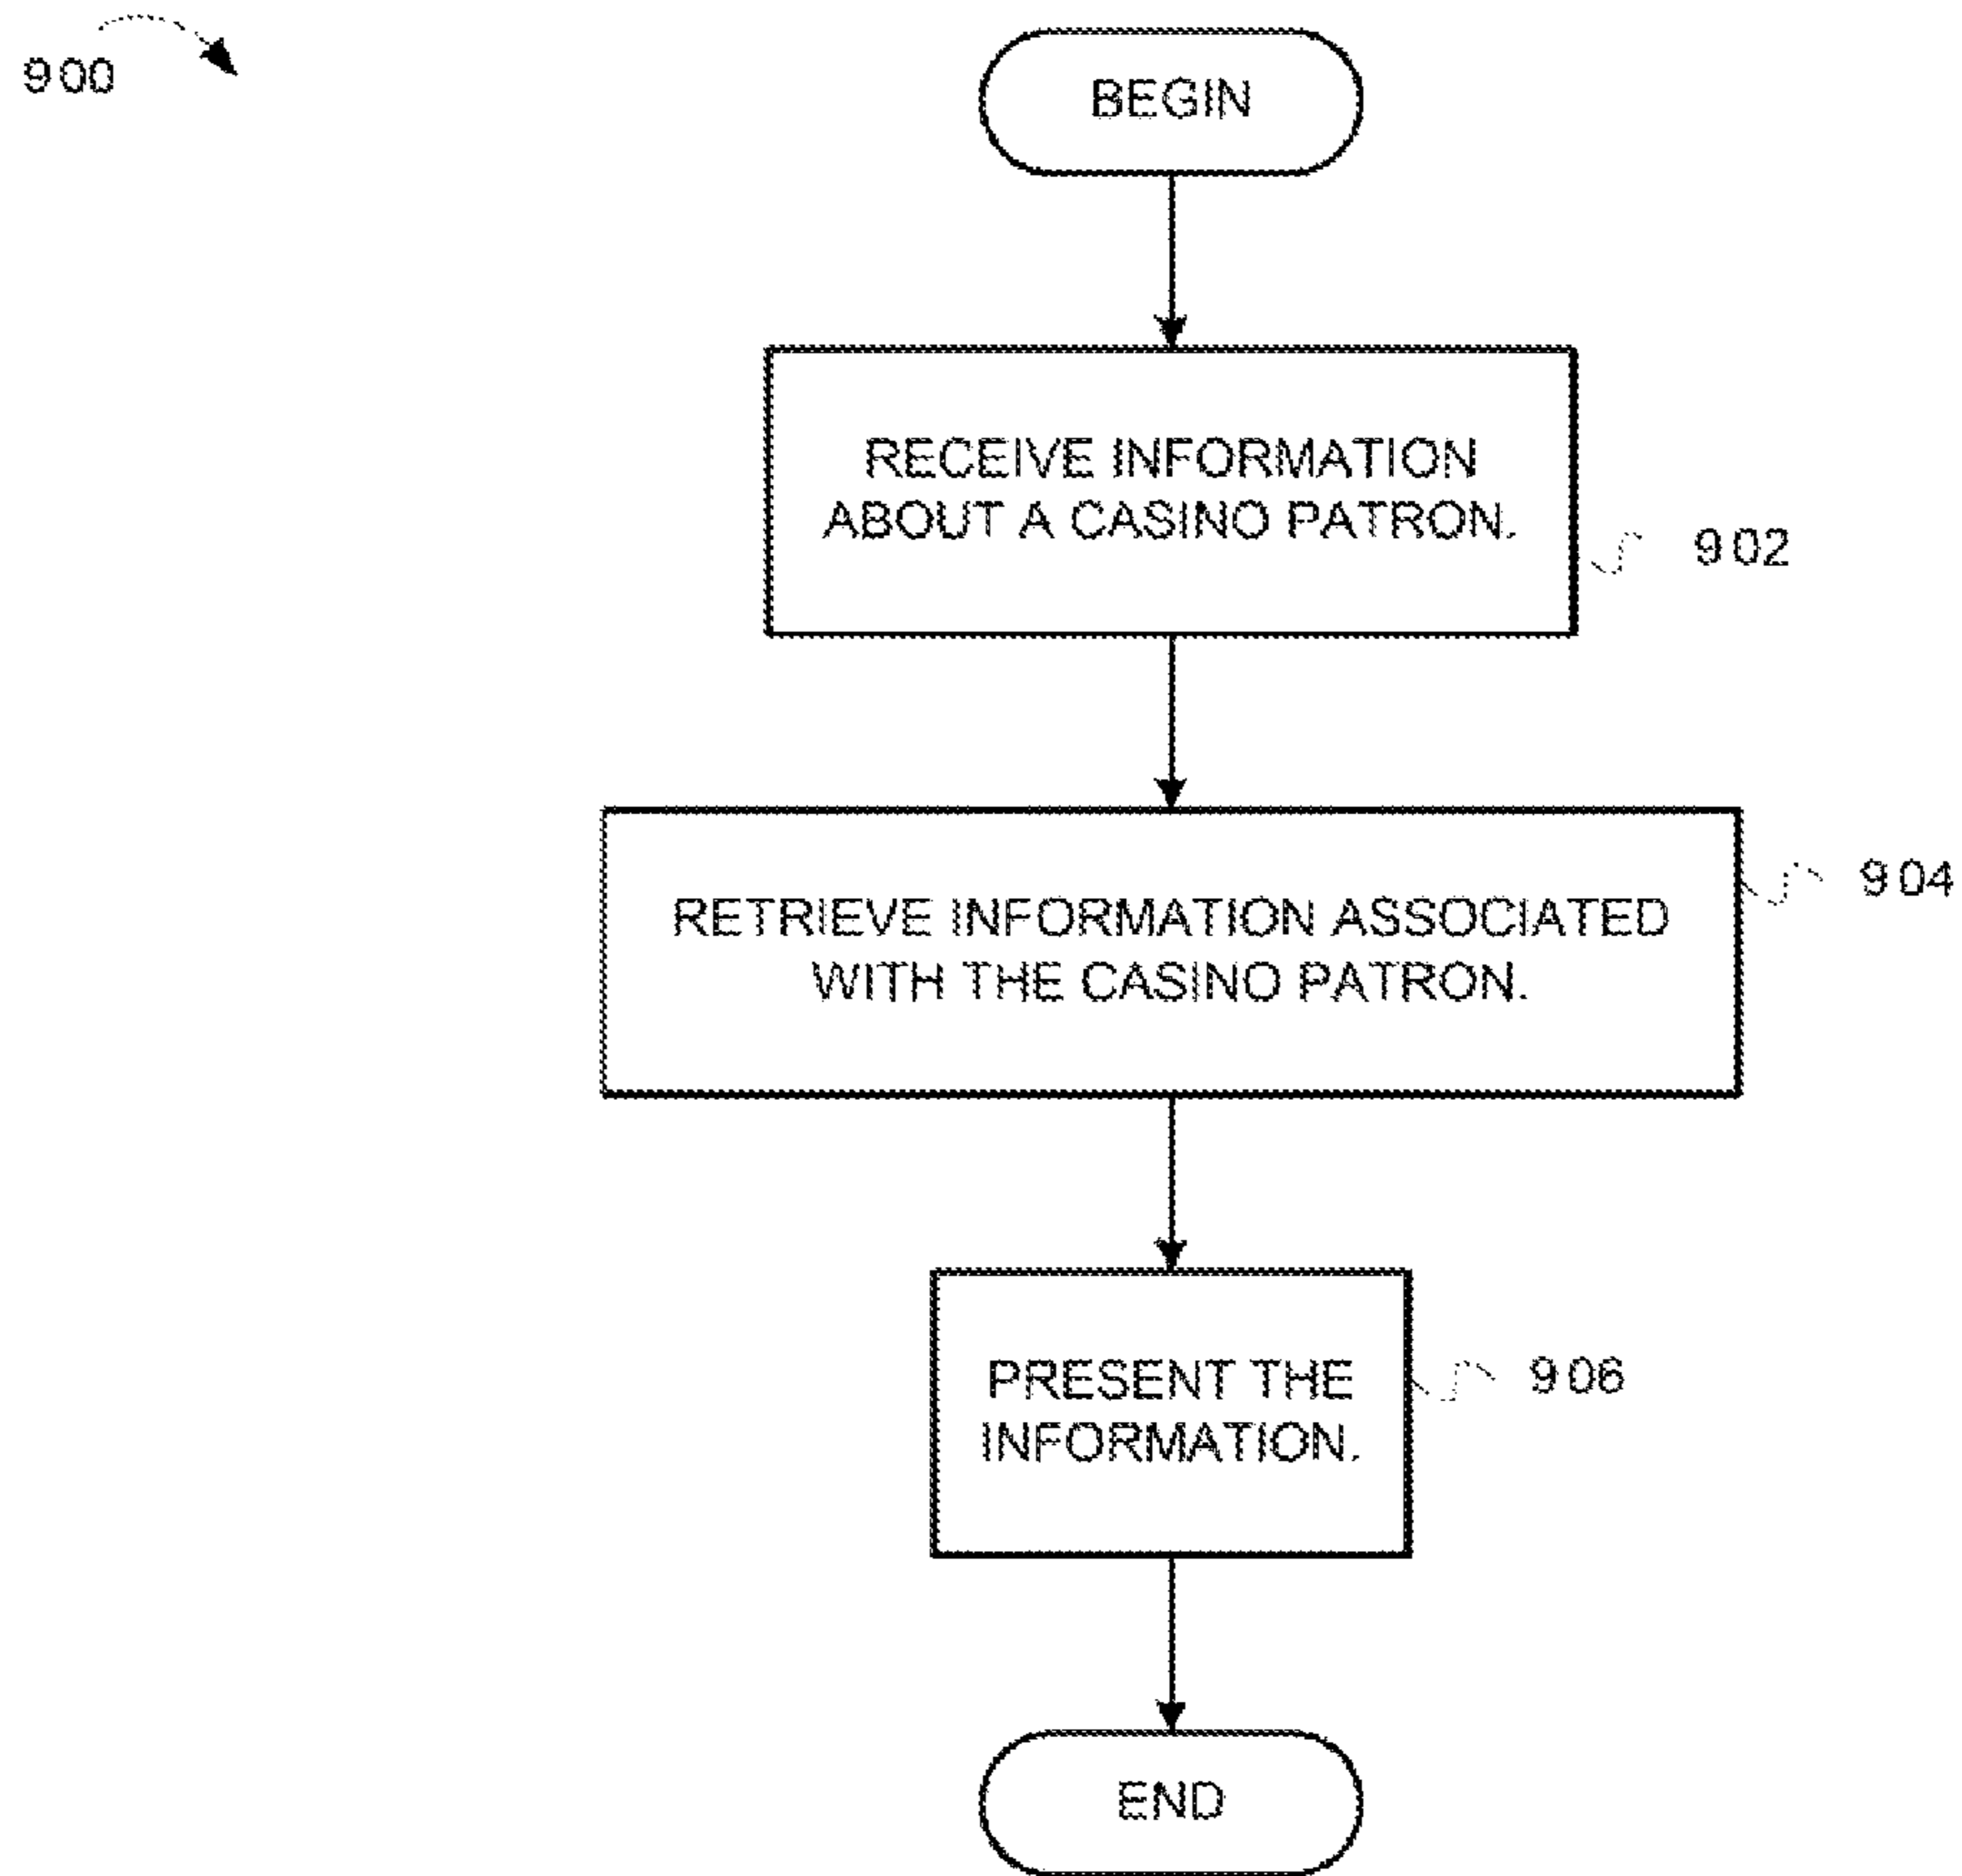 900
BEGIN
RECEIVE INFORMATION
ABOUT A CASINO PATRON.
902
RETRIEVE INFORMATION ASSOCIATED
WITH THE CASINO PATRON.
904
PRESENT THE
INFORMATION.
906
END